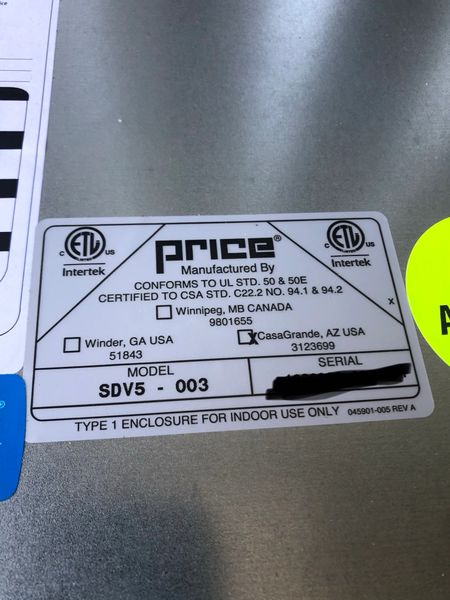 ice
ETL
C US
Intertek
price®
ETL
C US
Intertek
Manufactured By
CONFORMS TO UL STD. 50 & 50E
CERTIFIED TO CSA STD. C22.2 NO. 94.1 & 94.2
X
Winnipeg, MB CANADA
9801655
Winder, GA USA
51843
X CasaGrande, AZ USA
3123699
MODEL
SDV5 - 003
SERIAL
TYPE 1 ENCLOSURE FOR INDOOR USE ONLY 045901-005 REV A
A